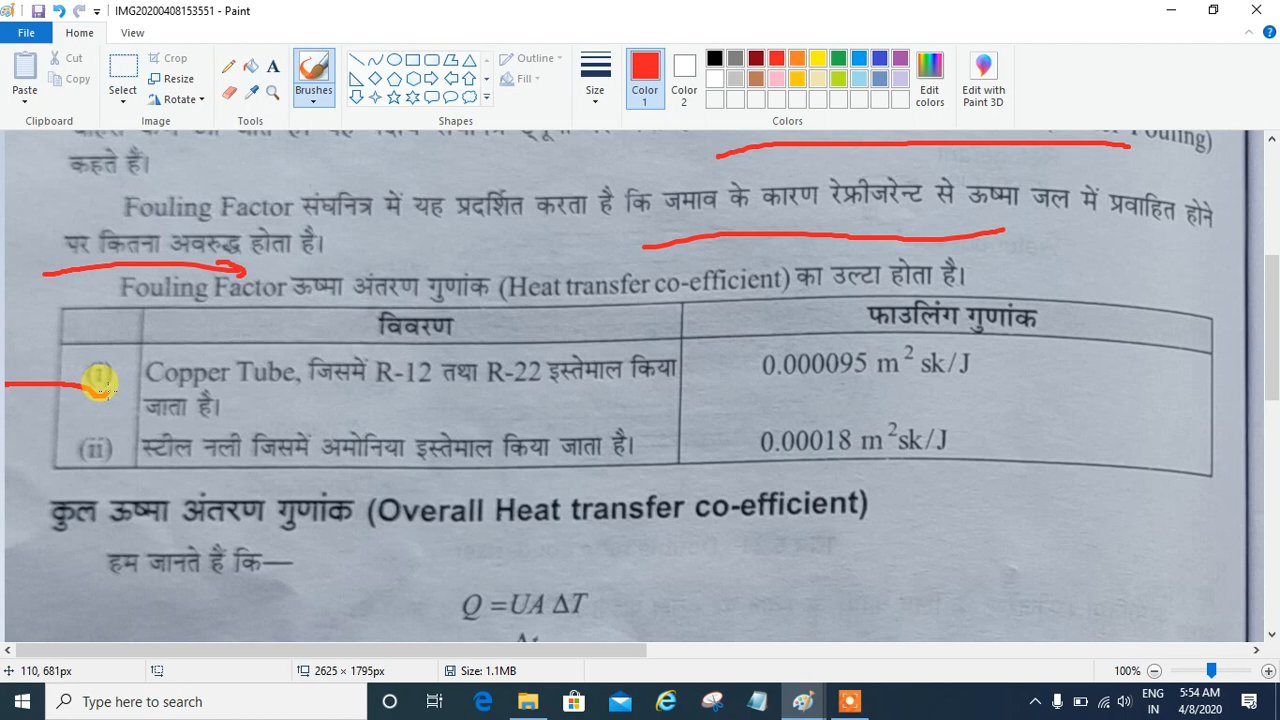 IMG20200408153551 - Paint
File Home View
Paste Cut Copy Select Crop Resize Rotate Brushes Outline Fill Size Color 1 Color 2 Edit colors Edit with Paint 3D
Clipboard Image Tools Shapes Colors
Fouling)
कहते हैं।
Fouling Factor संघनित्र में यह प्रदर्शित करता है कि जमाव के कारण रेफ्रीजरेन्ट से ऊष्मा जल में प्रवाहित होने
पर कितना अवरुद्ध होता है।
Fouling Factor ऊष्मा अंतरण गुणांक (Heat transfer co-efficient) का उल्टा होता है।
विवरण फाउलिंग गुणांक
(i) Copper Tube, जिसमें R-12 तथा R-22 इस्तेमाल किया 0.000095 m² sk/J
जाता है।
(ii) स्टील नली जिसमें अमोनिया इस्तेमाल किया जाता है। 0.00018 m²sk/J
कुल ऊष्मा अंतरण गुणांक (Overall Heat transfer co-efficient)
हम जानते हैं कि—
Q = UA ΔT
110, 681px 2625 × 1795px Size: 1.1MB 100%
Type here to search ENG 5:54 AM
IN 4/8/2020